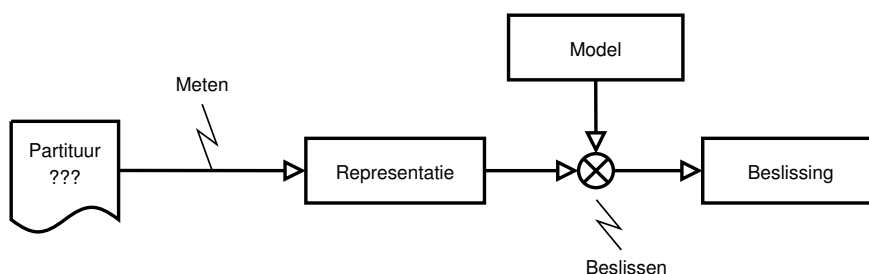 Model
Meten
Partituur
???
Representatie
Beslissing
Beslissen